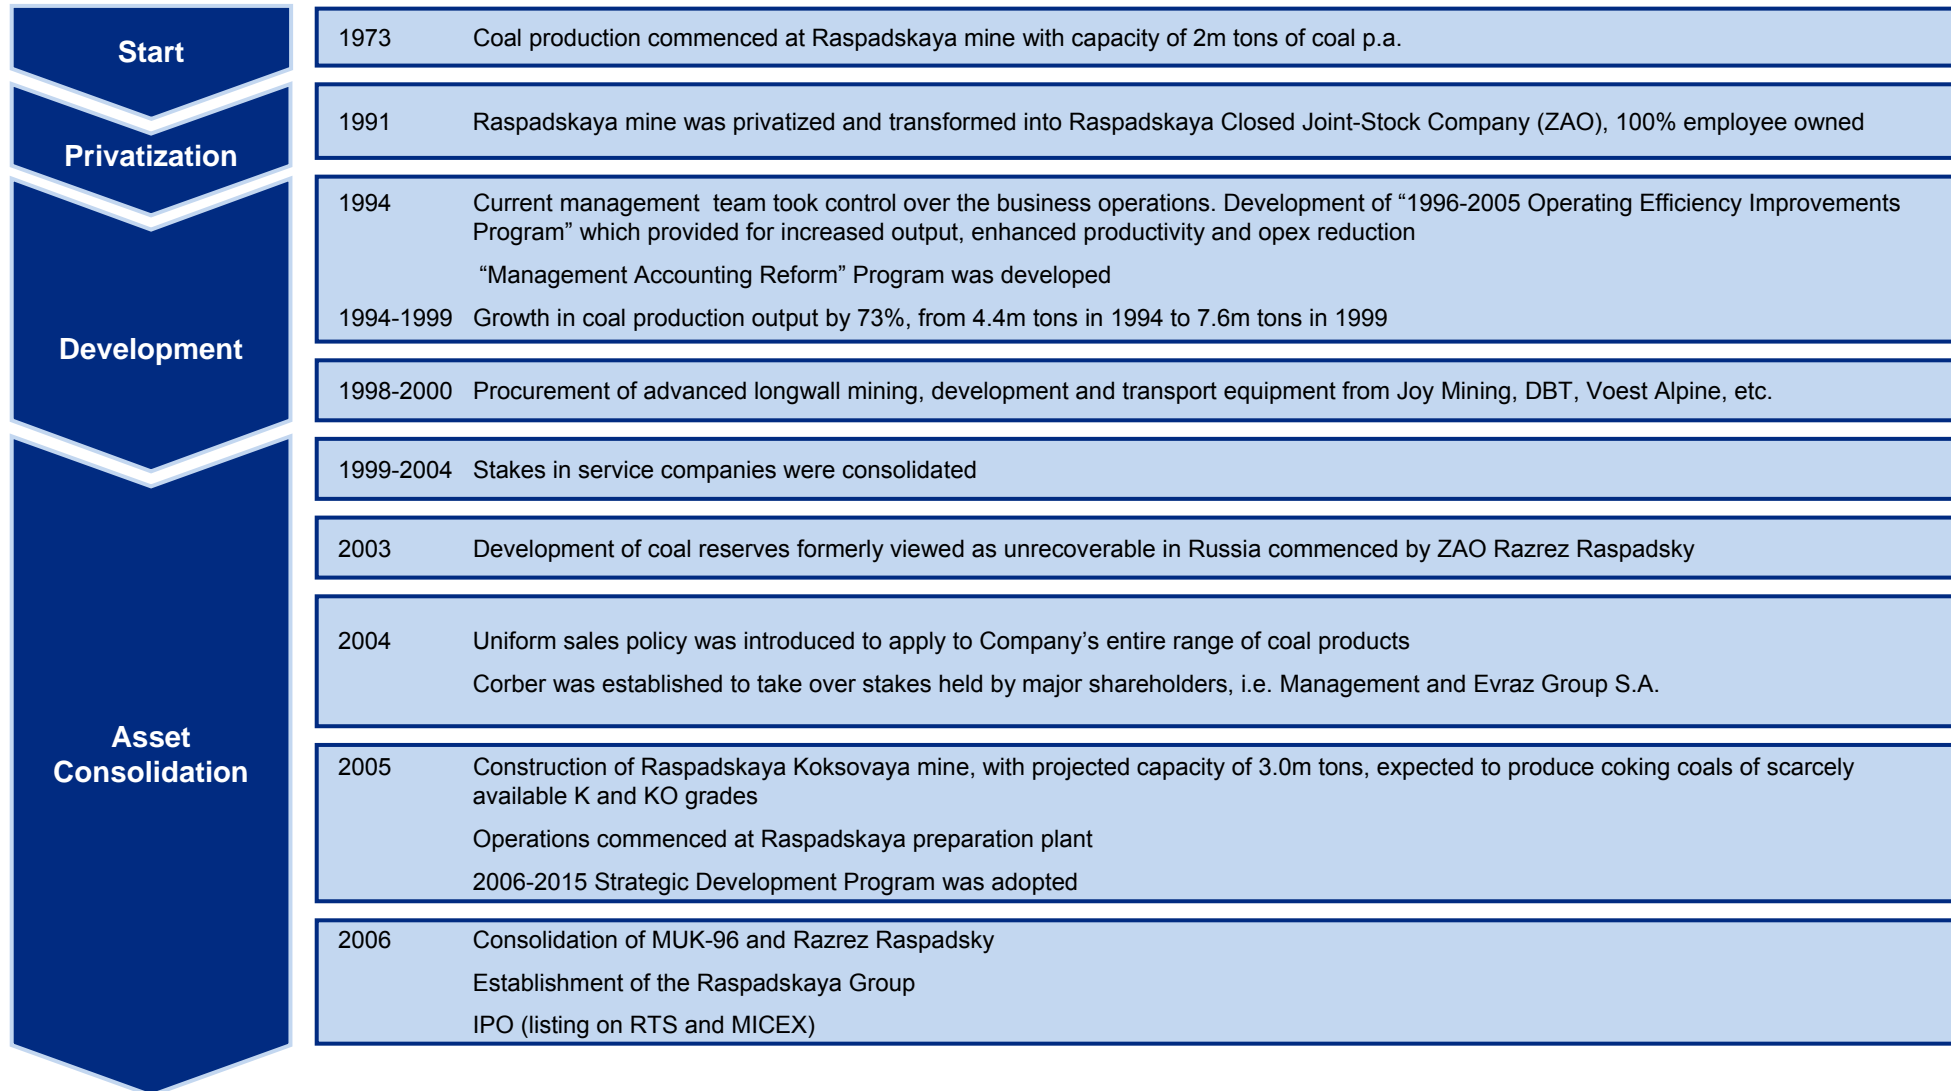 Start
1973 Coal production commenced at Raspadskaya mine with capacity of 2m tons of coal p.a.
Privatization
1991 Raspadskaya mine was privatized and transformed into Raspadskaya Closed Joint-Stock Company (ZAO), 100% employee owned
Development
1994 Current management team took control over the business operations. Development of “1996-2005 Operating Efficiency Improvements
Program” which provided for increased output, enhanced productivity and opex reduction
“Management Accounting Reform” Program was developed
1994-1999 Growth in coal production output by 73%, from 4.4m tons in 1994 to 7.6m tons in 1999
1998-2000 Procurement of advanced longwall mining, development and transport equipment from Joy Mining, DBT, Voest Alpine, etc.
Asset
Consolidation
1999-2004 Stakes in service companies were consolidated
2003 Development of coal reserves formerly viewed as unrecoverable in Russia commenced by ZAO Razrez Raspadsky
2004 Uniform sales policy was introduced to apply to Company’s entire range of coal products
Corber was established to take over stakes held by major shareholders, i.e. Management and Evraz Group S.A.
2005 Construction of Raspadskaya Koksovaya mine, with projected capacity of 3.0m tons, expected to produce coking coals of scarcely
available K and KO grades
Operations commenced at Raspadskaya preparation plant
2006-2015 Strategic Development Program was adopted
2006 Consolidation of MUK-96 and Razrez Raspadsky
Establishment of the Raspadskaya Group
IPO (listing on RTS and MICEX)